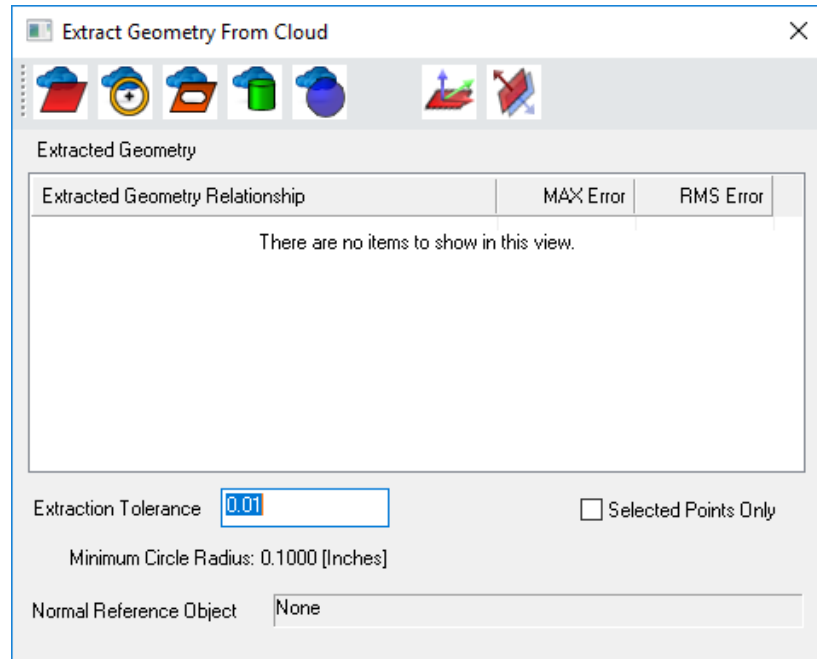 Extract Geometry From Cloud
Extracted Geometry
Extracted Geometry Relationship MAX Error RMS Error
There are no items to show in this view.
Extraction Tolerance 0.01 Selected Points Only
Minimum Circle Radius: 0.1000 [Inches]
Normal Reference Object None